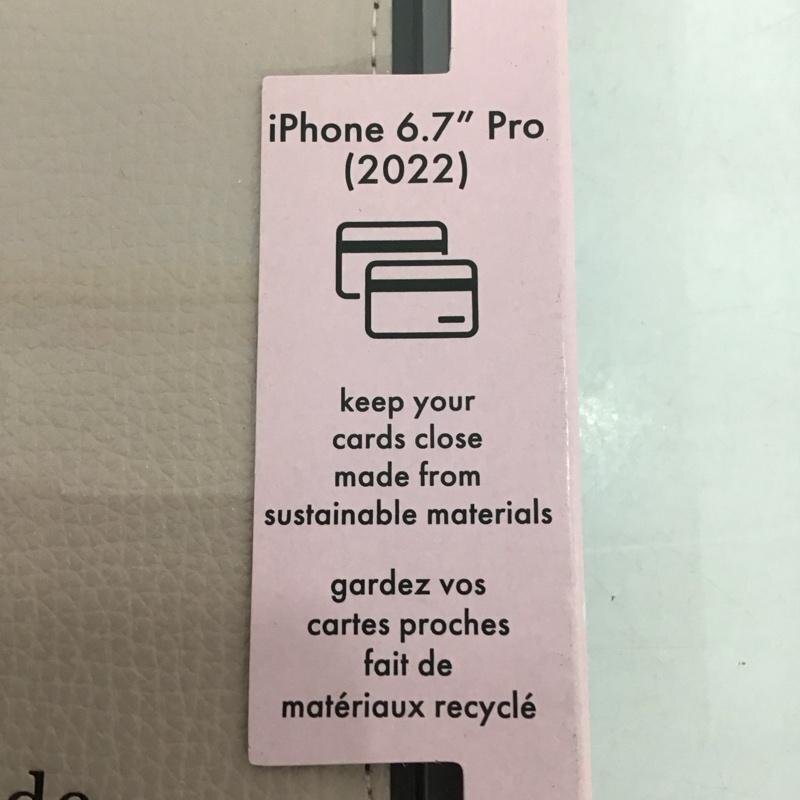 iPhone 6.7” Pro
(2022)
keep your
cards close
made from
sustainable materials
gardez vos
cartes proches
fait de
matériaux recyclé